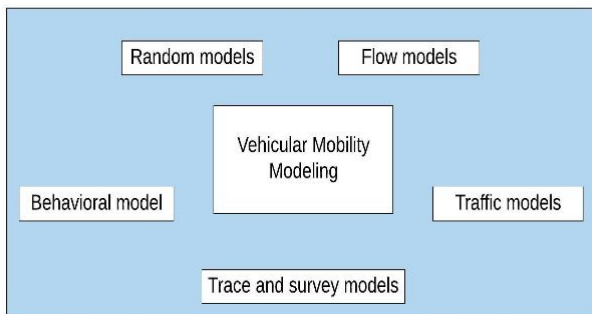 Random models
Flow models
Vehicular Mobility
Modeling
Behavioral model
Traffic models
Trace and survey models